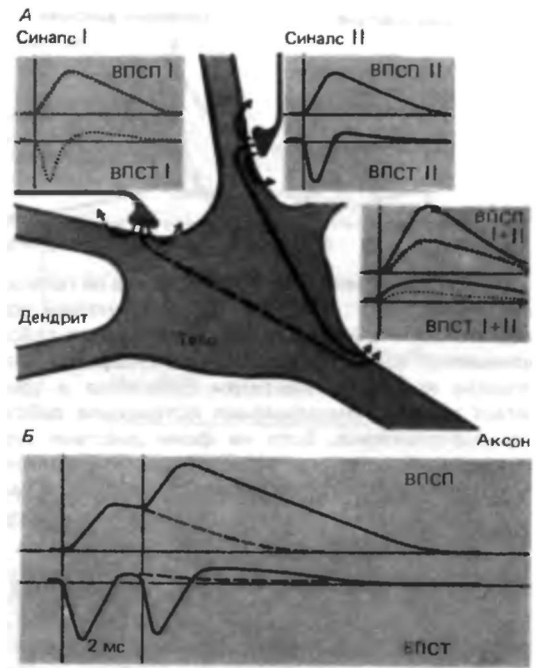 А
Синапс I
Синапс II
ВПСП I
ВПСТ I
ВПСП II
ВПСТ II
ВПСП
I+II
ВПСТ I+II
Дендрит
Тело
Аксон
Б
ВПСП
2 мс
ВПСТ